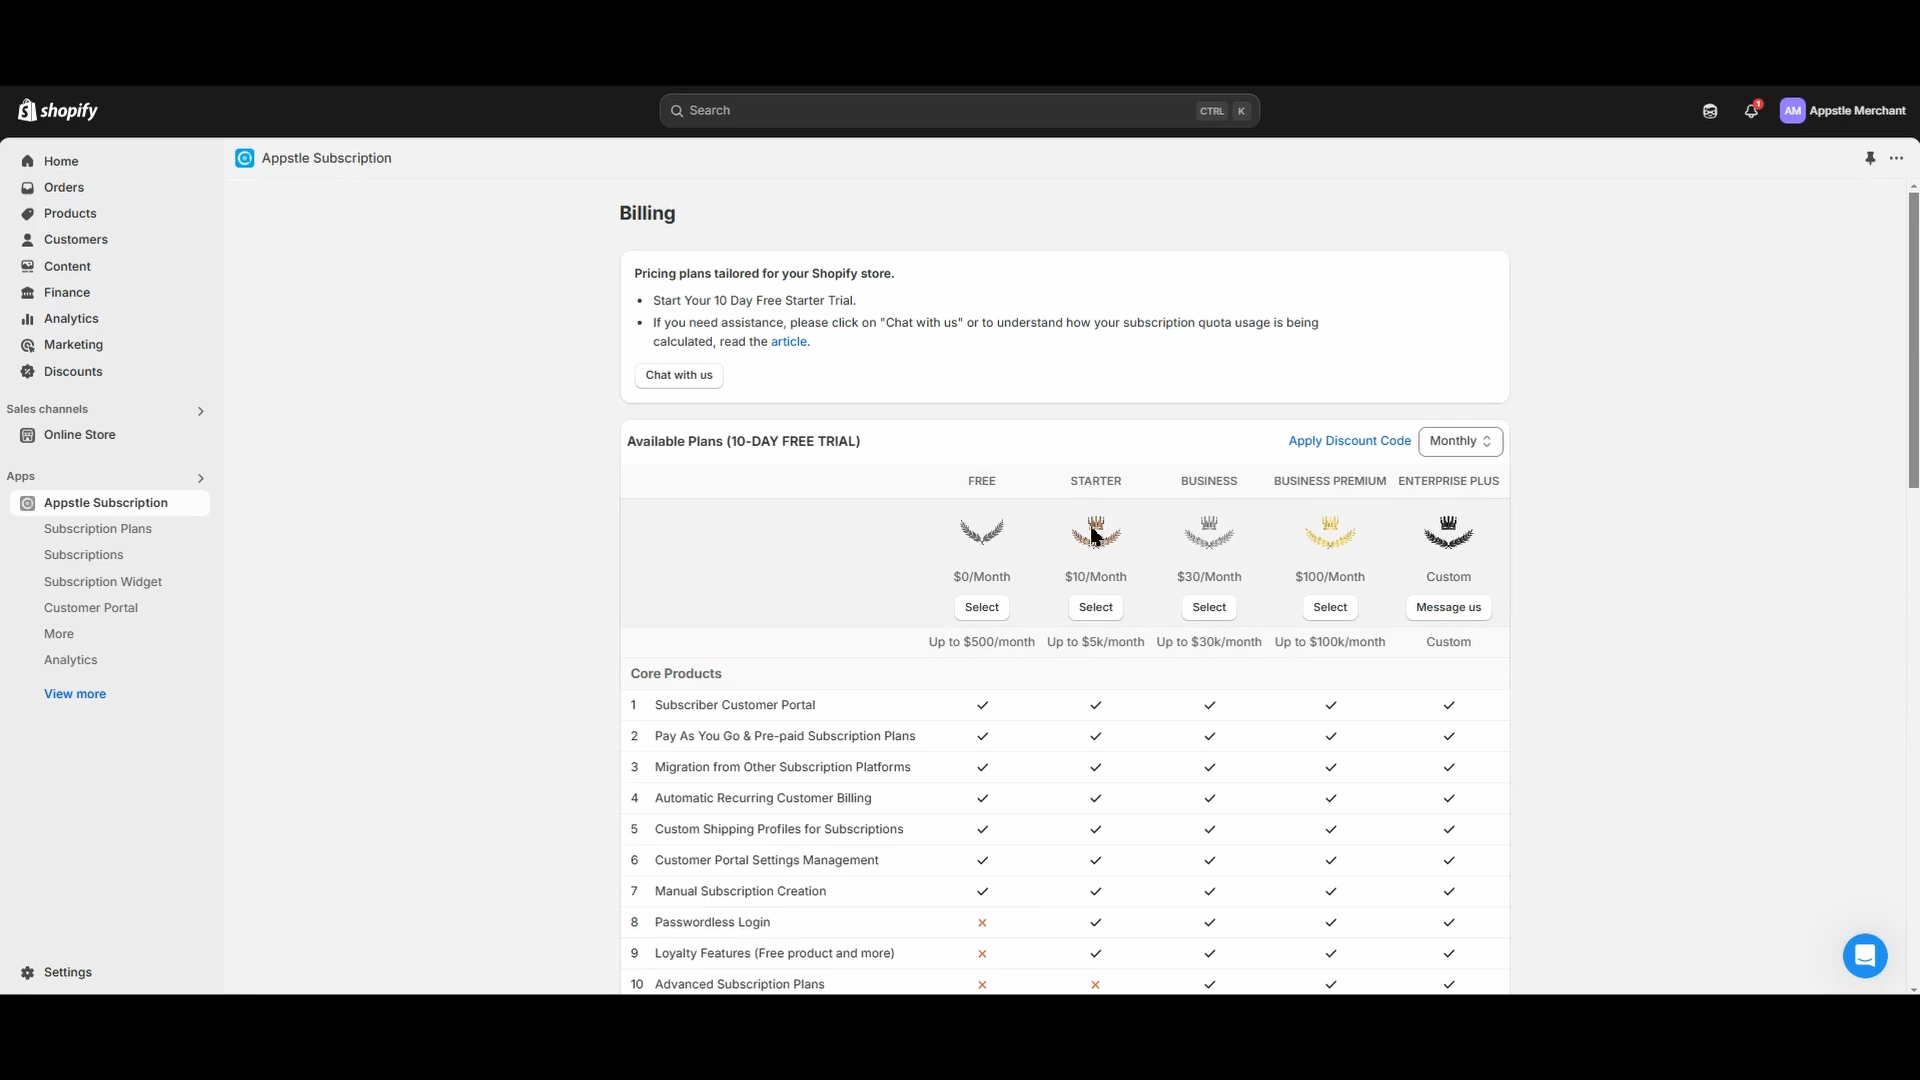 shopify
Search
CTRL K
1
AM Appstle Merchant
Home
Orders
Products
Customers
Content
Finance
Analytics
Marketing
Discounts
Sales channels
Online Store
Apps
Appstle Subscription
Subscription Plans
Subscriptions
Subscription Widget
Customer Portal
More
Analytics
View more
Settings
Appstle Subscription
Billing
Pricing plans tailored for your Shopify store.
Start Your 10 Day Free Starter Trial.
If you need assistance, please click on "Chat with us" or to understand how your subscription quota usage is being
calculated, read the article.
Chat with us
Available Plans (10-DAY FREE TRIAL)
Apply Discount Code Monthly
FREE STARTER BUSINESS BUSINESS PREMIUM ENTERPRISE PLUS
$0/Month $10/Month $30/Month $100/Month Custom
Select Select Select Select Message us
Up to $500/month Up to $5k/month Up to $30k/month Up to $100k/month Custom
Core Products
1 Subscriber Customer Portal
2 Pay As You Go & Pre-paid Subscription Plans
3 Migration from Other Subscription Platforms
4 Automatic Recurring Customer Billing
5 Custom Shipping Profiles for Subscriptions
6 Customer Portal Settings Management
7 Manual Subscription Creation
8 Passwordless Login
9 Loyalty Features (Free product and more)
10 Advanced Subscription Plans